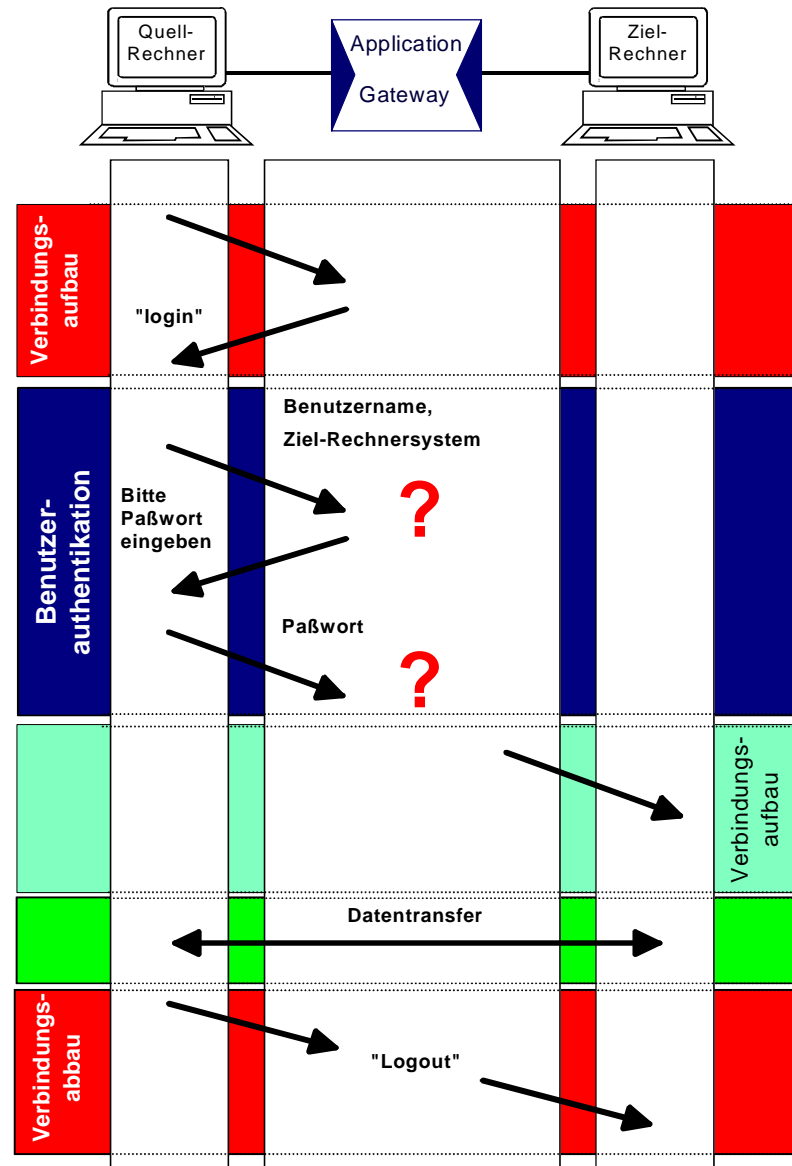 Quell-
Rechner
Application
Gateway
Ziel-
Rechner
Verbindungs-
aufbau
"login"
Benutzer-
authentikation
Benutzername,
Ziel-Rechnersystem
?
Bitte
Paßwort
eingeben
Paßwort
?
Verbindungs-
aufbau
Datentransfer
Verbindungs-
abbau
"Logout"